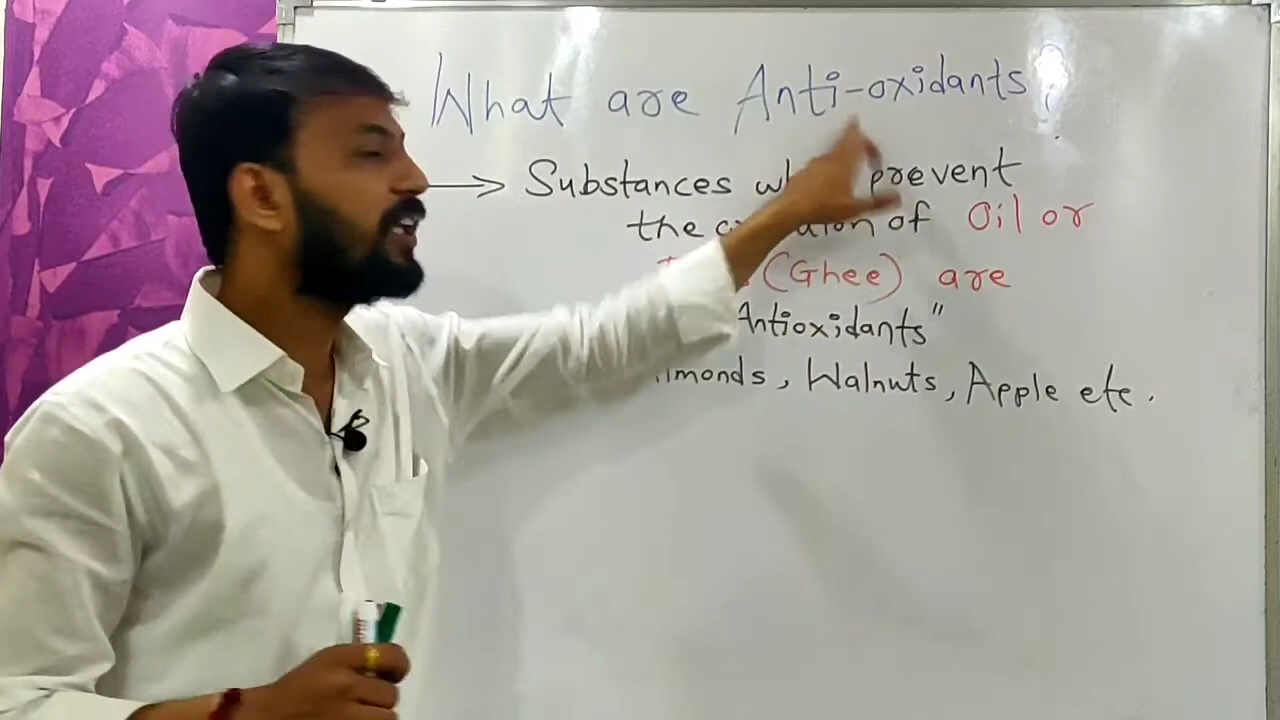 What are Anti-oxidants?
→ Substances prevent
the of Oil or
(Ghee) are
Antioxidants"
Walnuts, Apple etc.